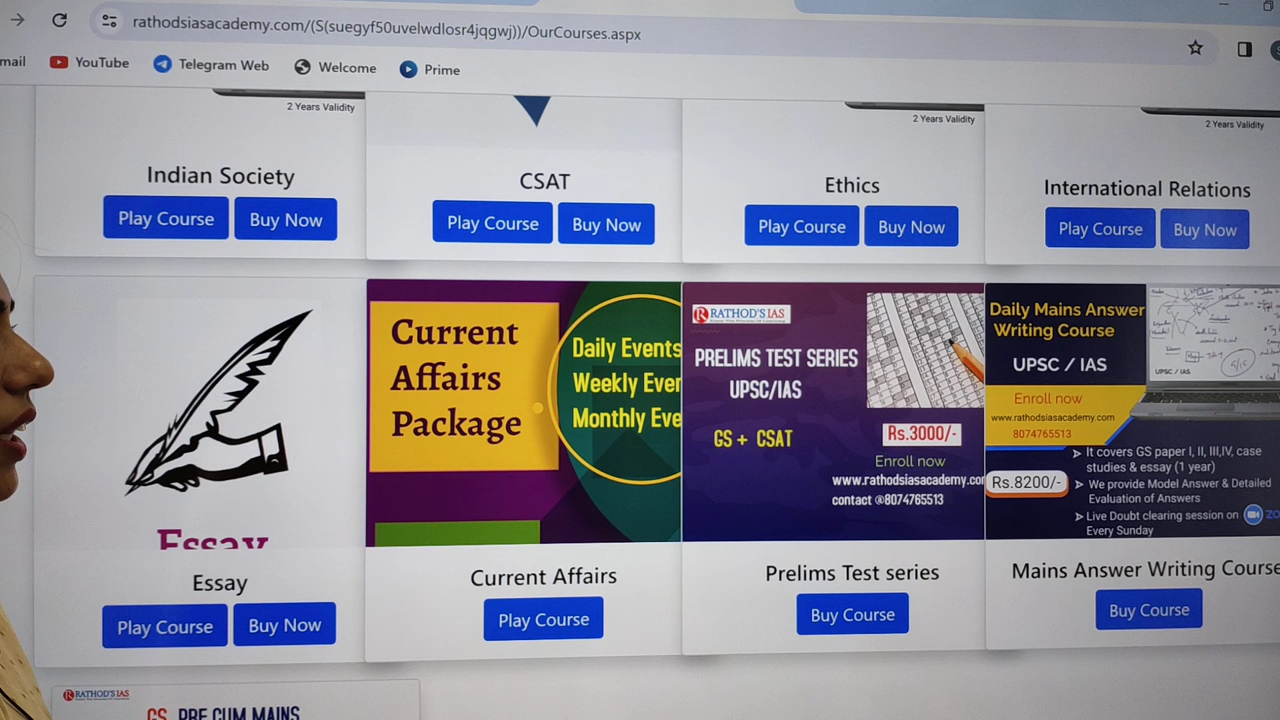 rathodsiasacademy.com/(S(suegyf50uvelwdlosr4jqgwj))/OurCourses.aspx
mail YouTube Telegram Web Welcome Prime
2 Years Validity
Indian Society
Play Course Buy Now
CSAT
Play Course Buy Now
2 Years Validity
Ethics
Play Course Buy Now
2 Years Validity
International Relations
Play Course Buy Now
Essay
Essay
Play Course Buy Now
Current
Affairs
Package
Daily Events
Weekly Ever
Monthly Eve
Current Affairs
Play Course
RATHOD'S IAS
PRELIMS TEST SERIES
UPSC/IAS
GS + CSAT
Rs.3000/-
Enroll now
www.rathodsiasacademy.com
contact @8074765513
Prelims Test series
Buy Course
Daily Mains Answer
Writing Course
UPSC / IAS
Enroll now
www.rathodsiasacademy.com
8074765513
UPSC / IAS
Rs.8200/-
➤ It covers GS paper I, II, III,IV, case
studies & essay (1 year)
➤ We provide Model Answer & Detailed
Evaluation of Answers
➤ Live Doubt clearing session on
Every Sunday
Mains Answer Writing Course
Buy Course
RATHOD'S IAS
GS PRE CUM MAINS